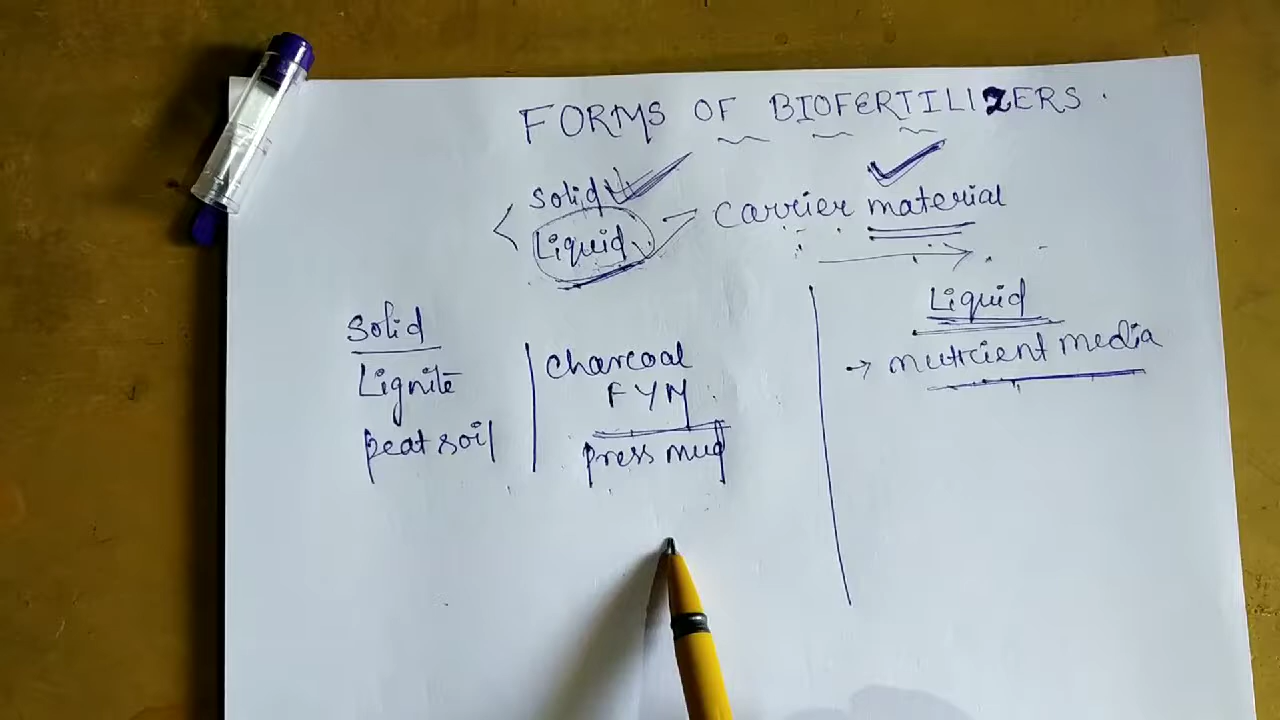 FORMS OF BIOFERTILIZERS.
Solid
Liquid
Carrier material
Solid
Lignite
peat soil
Charcoal
FYM
press mud
Liquid
→ nutrient media